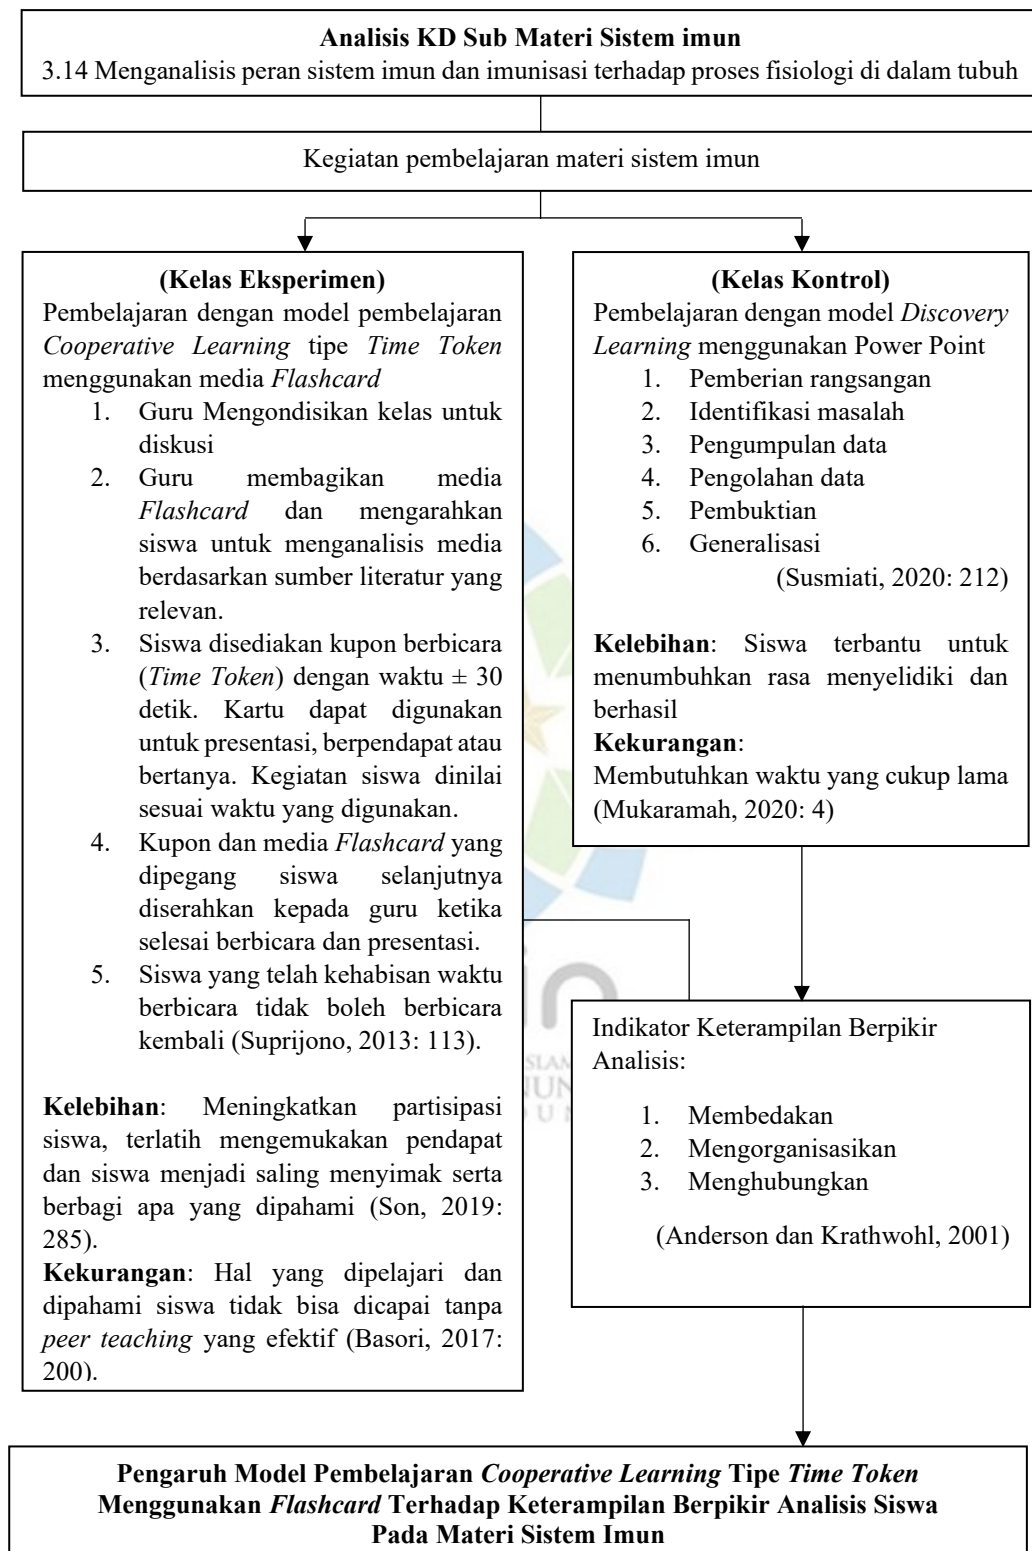 Analisis KD Sub Materi Sistem imun
3.14 Menganalisis peran sistem imun dan imunisasi terhadap proses fisiologi di dalam tubuh
Kegiatan pembelajaran materi sistem imun
(Kelas Eksperimen)
Pembelajaran dengan model pembelajaran
Cooperative Learning tipe Time Token
menggunakan media Flashcard
1. Guru Mengondisikan kelas untuk
diskusi
2. Guru membagikan media
Flashcard dan mengarahkan
siswa untuk menganalisis media
berdasarkan sumber literatur yang
relevan.
3. Siswa disediakan kupon berbicara
(Time Token) dengan waktu ± 30
detik. Kartu dapat digunakan
untuk presentasi, berpendapat atau
bertanya. Kegiatan siswa dinilai
sesuai waktu yang digunakan.
4. Kupon dan media Flashcard yang
dipegang siswa selanjutnya
diserahkan kepada guru ketika
selesai berbicara dan presentasi.
5. Siswa yang telah kehabisan waktu
berbicara tidak boleh berbicara
kembali (Suprijono, 2013: 113).
Kelebihan: Meningkatkan partisipasi
siswa, terlatih mengemukakan pendapat
dan siswa menjadi saling menyimak serta
berbagi apa yang dipahami (Son, 2019:
285).
Kekurangan: Hal yang dipelajari dan
dipahami siswa tidak bisa dicapai tanpa
peer teaching yang efektif (Basori, 2017:
200).
(Kelas Kontrol)
Pembelajaran dengan model Discovery
Learning menggunakan Power Point
1. Pemberian rangsangan
2. Identifikasi masalah
3. Pengumpulan data
4. Pengolahan data
5. Pembuktian
6. Generalisasi
(Susmiati, 2020: 212)
Kelebihan: Siswa terbantu untuk
menumbuhkan rasa menyelidiki dan
berhasil
Kekurangan:
Membutuhkan waktu yang cukup lama
(Mukaramah, 2020: 4)
Indikator Keterampilan Berpikir
Analisis:
1. Membedakan
2. Mengorganisasikan
3. Menghubungkan
(Anderson dan Krathwohl, 2001)
Pengaruh Model Pembelajaran Cooperative Learning Tipe Time Token
Menggunakan Flashcard Terhadap Keterampilan Berpikir Analisis Siswa
Pada Materi Sistem Imun